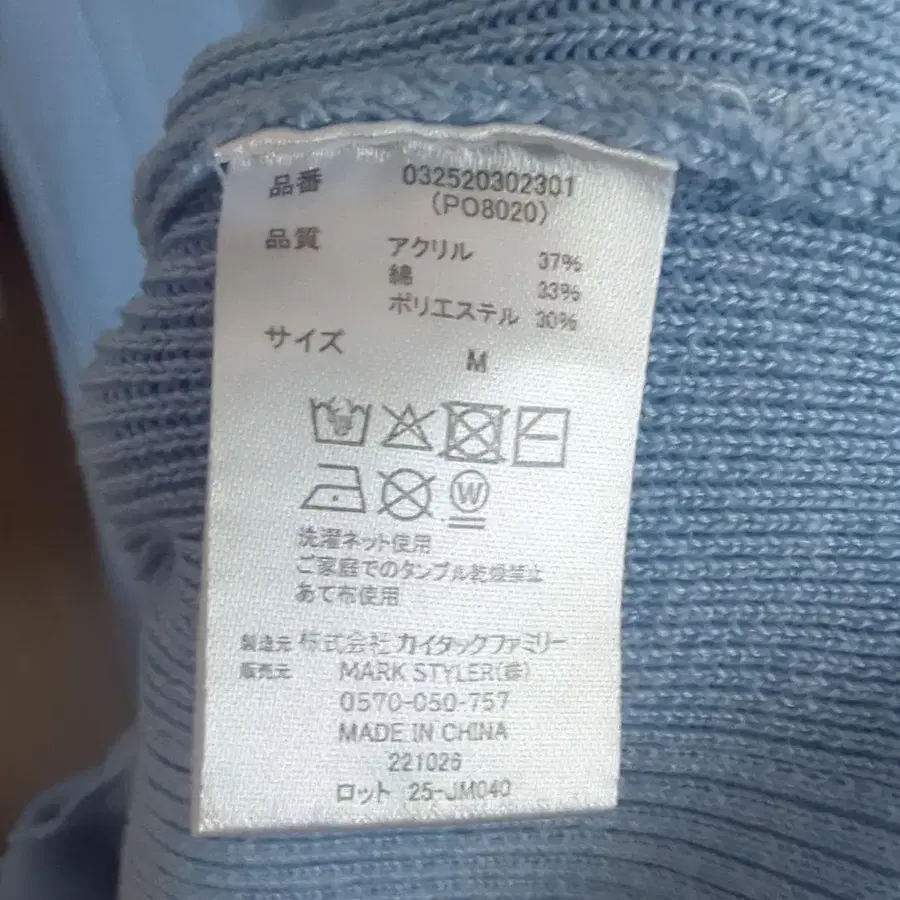 品番 032520302301
(PO8020)
品質 アクリル 37%
綿 33%
ポリエステル 30%
サイズ M
W
洗濯ネット使用
ご家庭でのタンブル乾燥禁止
あて布使用
製造元 株式会社 カイタックファミリー
販売元 MARK STYLER(株)
0570-050-757
MADE IN CHINA
221026
ロット 25-JM040